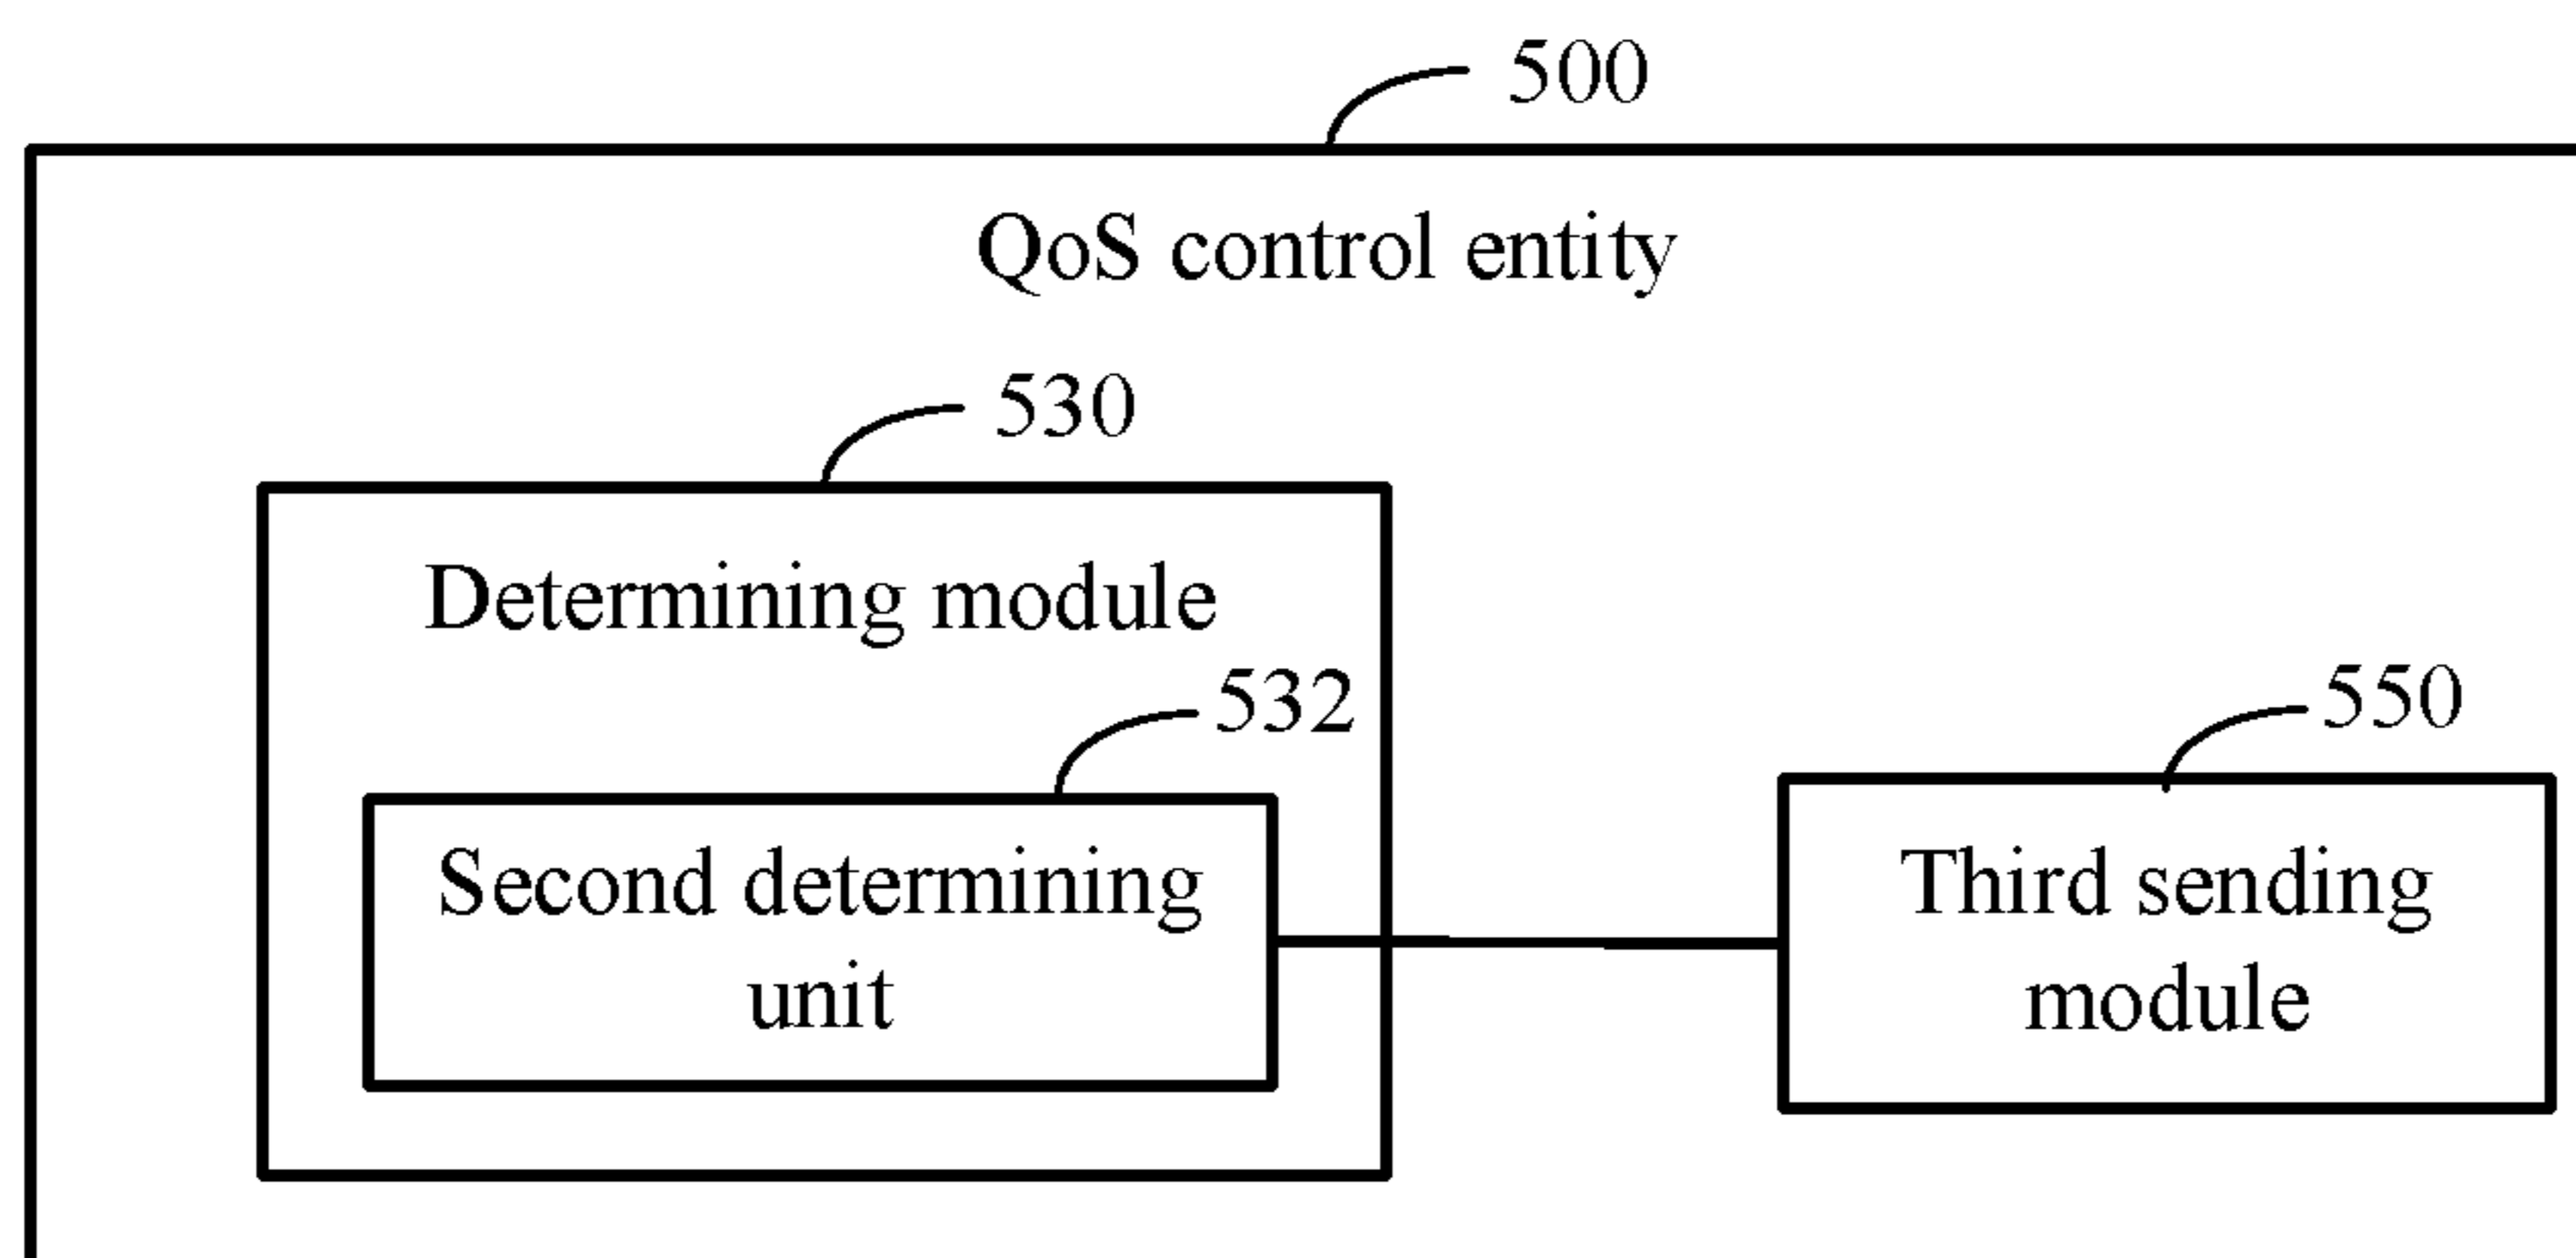 500
QoS control entity
530
Determining module
532
Second determining
unit
550
Third sending
module